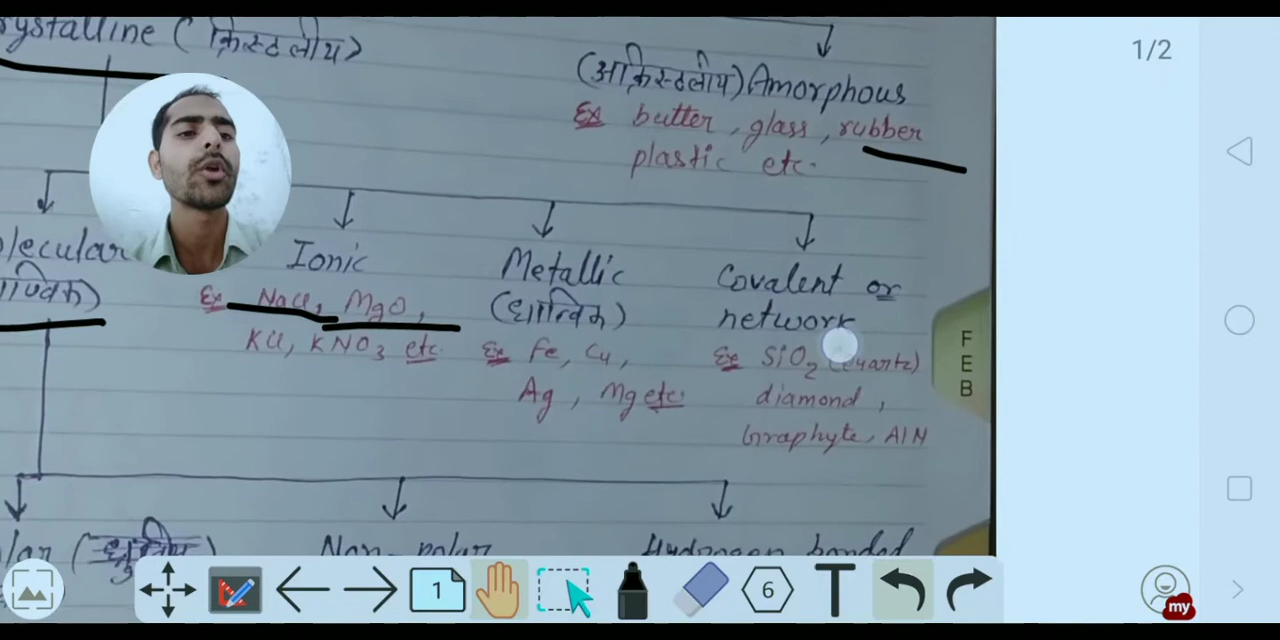 rystalline (क्रिस्टलीय)
1/2
(अक्रिस्टलीय) Amorphous
Ex butter, glass, rubber
plastic etc.
olecular
Ionic
Metallic
Covalent or
network
Ex NaCl, MgO,
KCl, KNO3 etc.
(धात्विक)
Ex Fe, Cu,
Ag, Mg etc.
Ex SiO2 (quartz)
diamond,
Graphyte, AlN
FEB
Non-polar
Hydrogen bonded
1
6
T
my